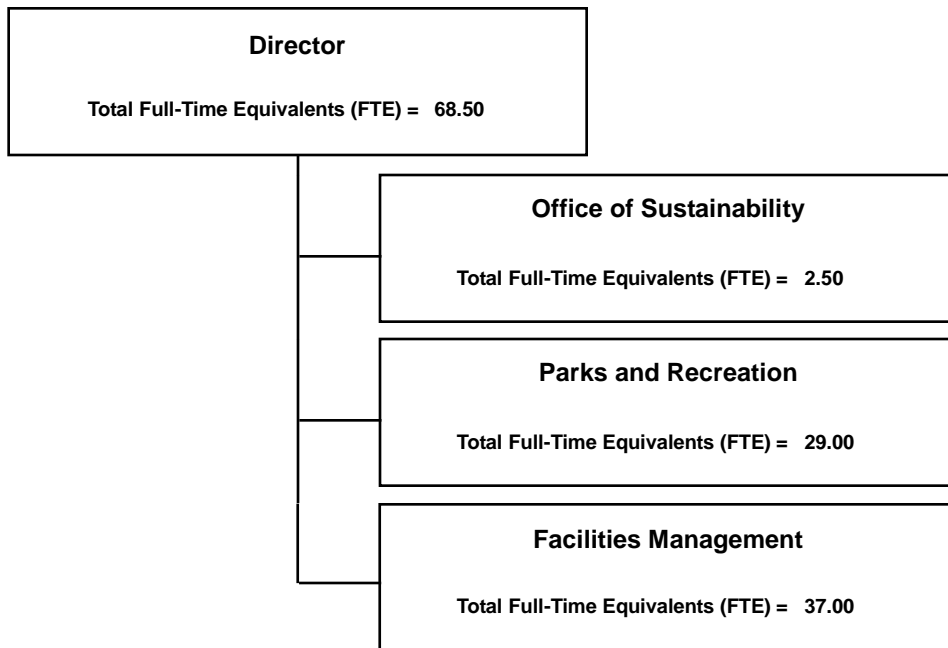 Director
Total Full-Time Equivalents (FTE) = 68.50
Office of Sustainability
Total Full-Time Equivalents (FTE) = 2.50
Parks and Recreation
Total Full-Time Equivalents (FTE) = 29.00
Facilities Management
Total Full-Time Equivalents (FTE) = 37.00